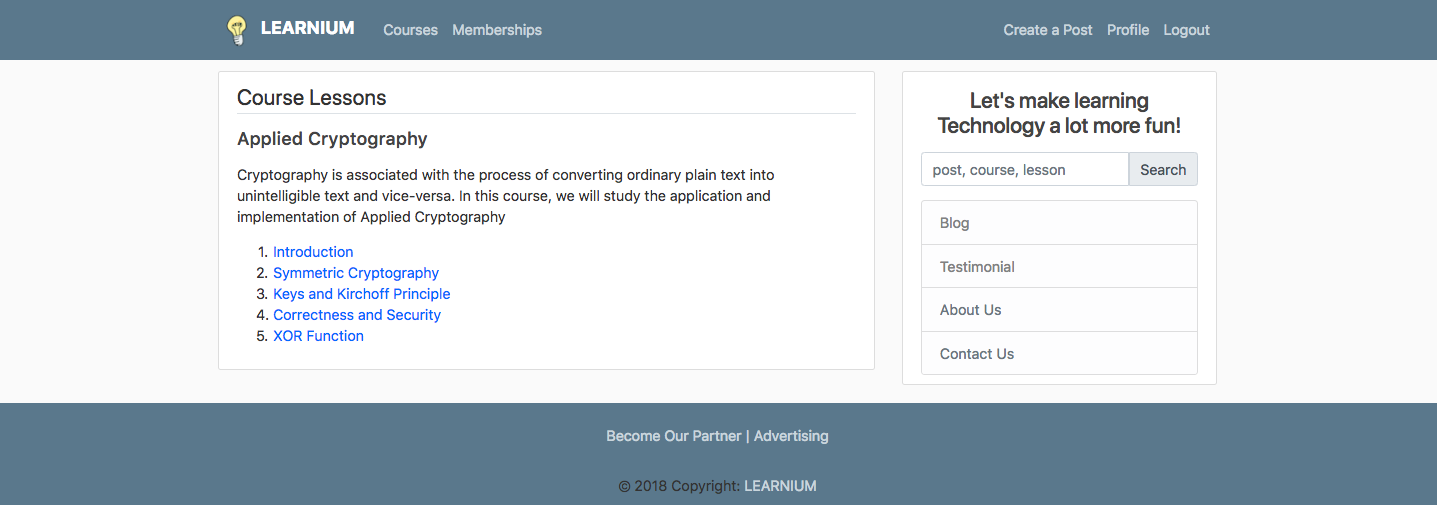 LEARNIUM Courses Memberships Create a Post Profile Logout
Course Lessons
Applied Cryptography
Cryptography is associated with the process of converting ordinary plain text into
unintelligible text and vice-versa. In this course, we will study the application and
implementation of Applied Cryptography
1. Introduction
2. Symmetric Cryptography
3. Keys and Kirchoff Principle
4. Correctness and Security
5. XOR Function
Let's make learning
Technology a lot more fun!
post, course, lesson Search
Blog
Testimonial
About Us
Contact Us
Become Our Partner | Advertising
© 2018 Copyright: LEARNIUM